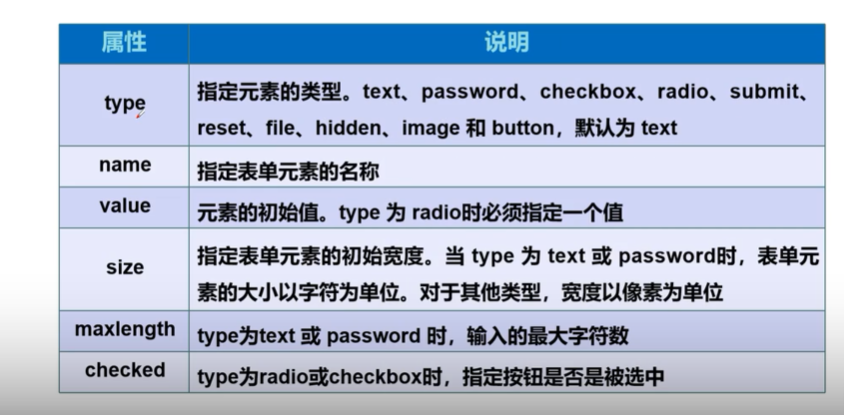 属性
说明
type
指定元素的类型。text、password、checkbox、radio、submit、
reset、file、hidden、image 和 button，默认为 text
name
指定表单元素的名称
value
元素的初始值。type 为 radio时必须指定一个值
size
指定表单元素的初始宽度。当 type 为 text 或 password时，表单元
素的大小以字符为单位。对于其他类型，宽度以像素为单位
maxlength
type为text 或 password 时，输入的最大字符数
checked
type为radio或checkbox时，指定按钮是否是被选中